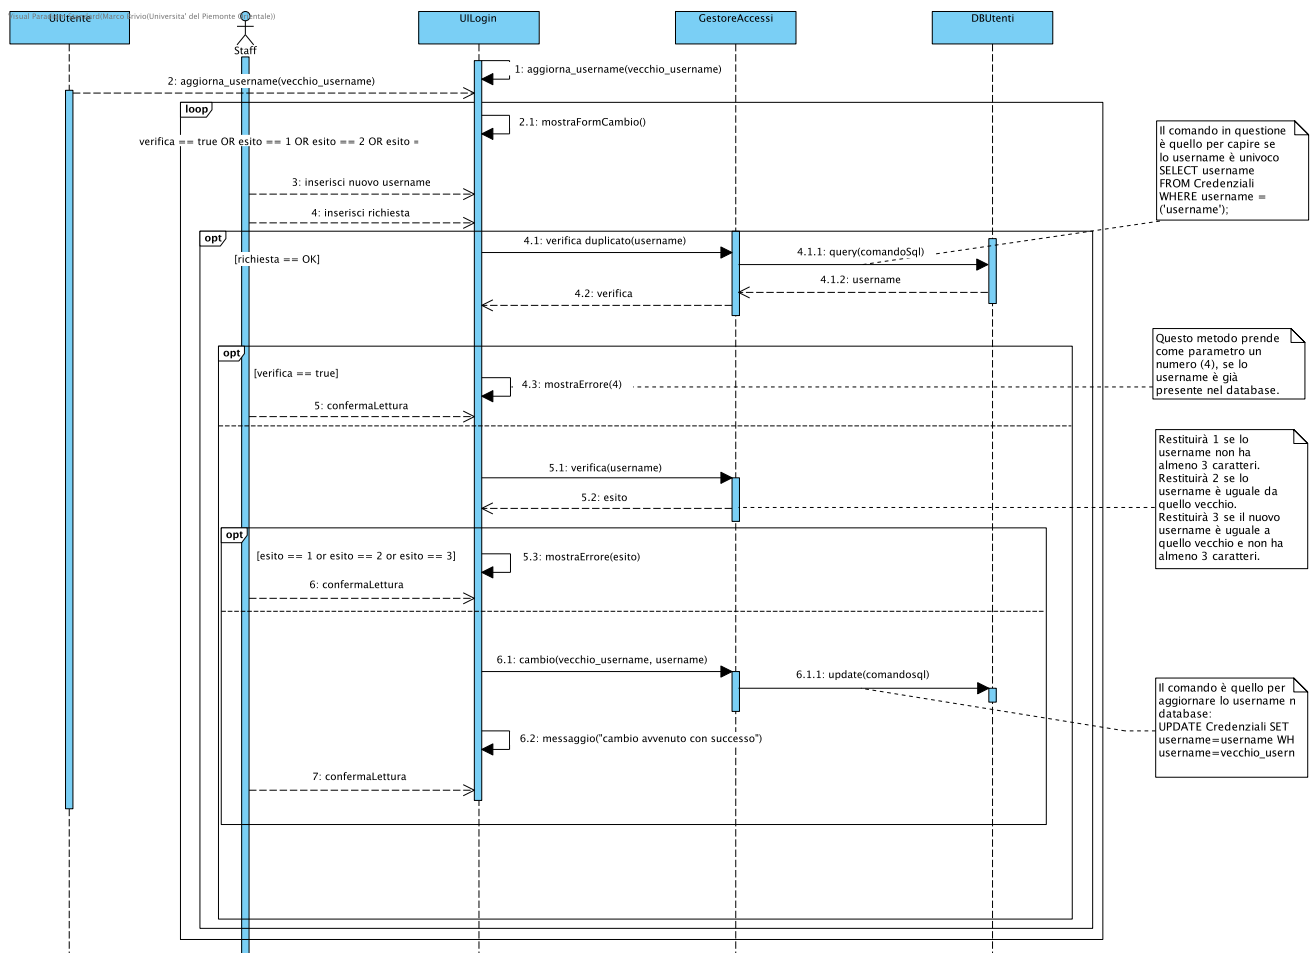 Visual Paradigm Standard(Marco Grivio(Universita' del Piemonte Orientale))
UIUtente
Staff
UILogin
GestoreAccessi
DBUtenti
1: aggiorna_username(vecchio_username)
2: aggiorna_username(vecchio_username)
loop
2.1: mostraFormCambio()
verifica == true OR esito == 1 OR esito == 2 OR esito =
Il comando in questione
è quello per capire se
lo username è univoco
SELECT username
FROM Credenziali
WHERE username =
('username');
3: inserisci nuovo username
4: inserisci richiesta
opt
[richiesta == OK]
4.1: verifica duplicato(username)
4.1.1: query(comandoSql)
4.1.2: username
4.2: verifica
opt
[verifica == true]
4.3: mostraErrore(4)
Questo metodo prende
come parametro un
numero (4), se lo
username è già
presente nel database.
5: confermaLettura
5.1: verifica(username)
5.2: esito
Restituirà 1 se lo
username non ha
almeno 3 caratteri.
Restituirà 2 se lo
username è uguale da
quello vecchio.
Restituirà 3 se il nuovo
username è uguale a
quello vecchio e non ha
almeno 3 caratteri.
opt
[esito == 1 or esito == 2 or esito == 3]
5.3: mostraErrore(esito)
6: confermaLettura
6.1: cambio(vecchio_username, username)
6.1.1: update(comandosql)
Il comando è quello per
aggiornare lo username n
database:
UPDATE Credenziali SET
username=username WH
username=vecchio_usern
6.2: messaggio("cambio avvenuto con successo")
7: confermaLettura